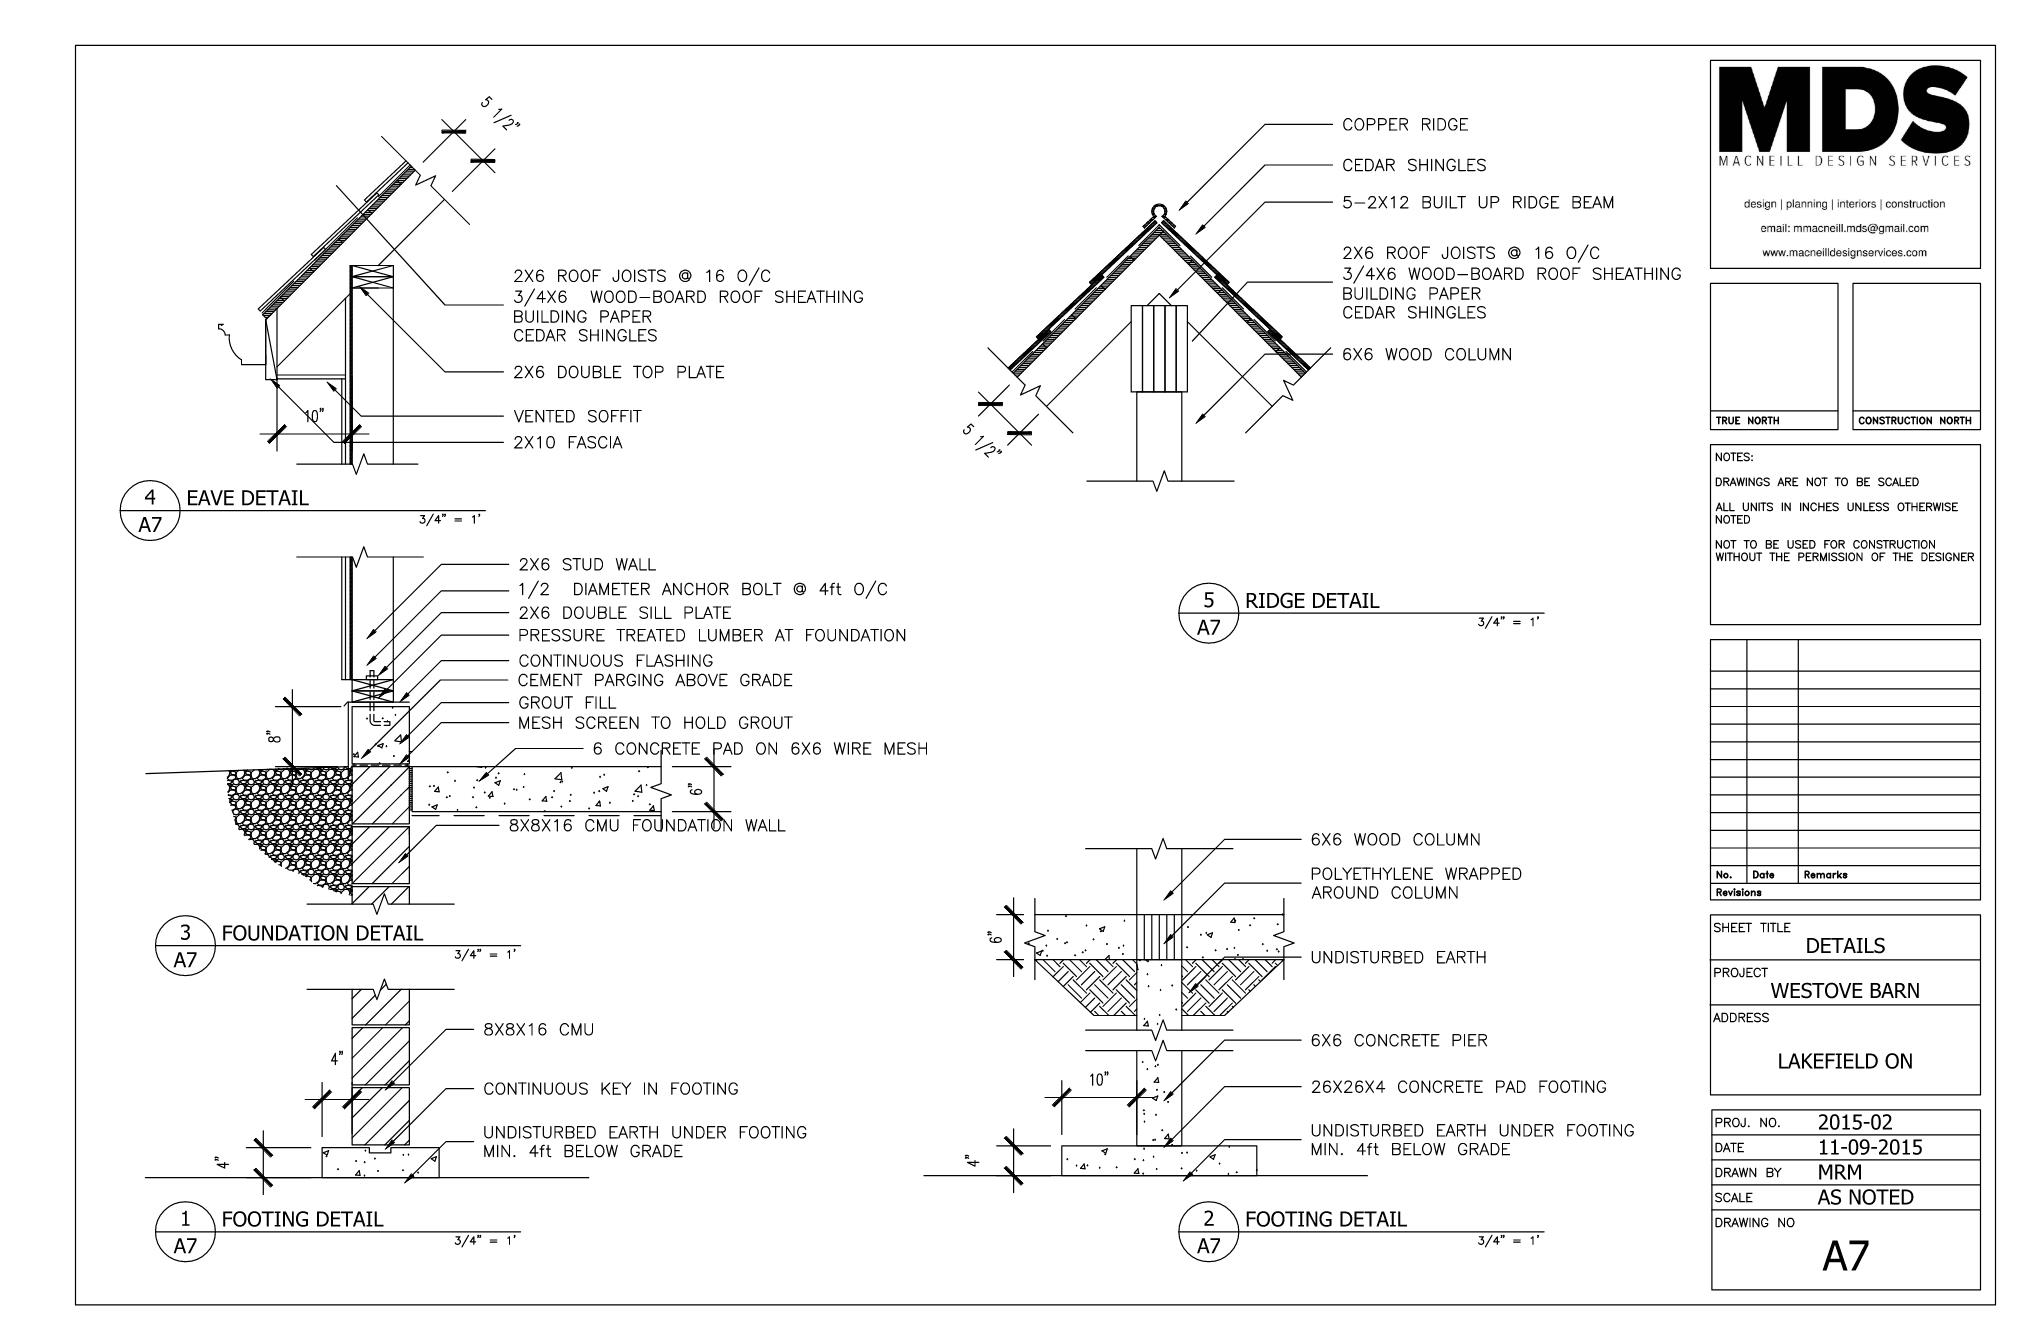 5 1/2"
2X6 ROOF JOISTS @ 16 O/C
3/4X6 WOOD-BOARD ROOF SHEATHING
BUILDING PAPER
CEDAR SHINGLES
2X6 DOUBLE TOP PLATE
VENTED SOFFIT
2X10 FASCIA
10"
4
A7
EAVE DETAIL
3/4" = 1'
COPPER RIDGE
CEDAR SHINGLES
5-2X12 BUILT UP RIDGE BEAM
2X6 ROOF JOISTS @ 16 O/C
3/4X6 WOOD-BOARD ROOF SHEATHING
BUILDING PAPER
CEDAR SHINGLES
6X6 WOOD COLUMN
5 1/2"
5
A7
RIDGE DETAIL
3/4" = 1'
2X6 STUD WALL
1/2 DIAMETER ANCHOR BOLT @ 4ft O/C
2X6 DOUBLE SILL PLATE
PRESSURE TREATED LUMBER AT FOUNDATION
CONTINUOUS FLASHING
CEMENT PARGING ABOVE GRADE
GROUT FILL
MESH SCREEN TO HOLD GROUT
6 CONCRETE PAD ON 6X6 WIRE MESH
8"
6"
8X8X16 CMU FOUNDATION WALL
3
A7
FOUNDATION DETAIL
3/4" = 1'
8X8X16 CMU
4"
CONTINUOUS KEY IN FOOTING
UNDISTURBED EARTH UNDER FOOTING
MIN. 4ft BELOW GRADE
4"
1
A7
FOOTING DETAIL
3/4" = 1'
6X6 WOOD COLUMN
POLYETHYLENE WRAPPED
AROUND COLUMN
6"
UNDISTURBED EARTH
6X6 CONCRETE PIER
10"
26X26X4 CONCRETE PAD FOOTING
UNDISTURBED EARTH UNDER FOOTING
MIN. 4ft BELOW GRADE
4"
2
A7
FOOTING DETAIL
3/4" = 1'
MDS
MACNEILL DESIGN SERVICES
design | planning | interiors | construction
email: mmacneill.mds@gmail.com
www.macneilldesignservices.com
TRUE NORTH
CONSTRUCTION NORTH
NOTES:
DRAWINGS ARE NOT TO BE SCALED
ALL UNITS IN INCHES UNLESS OTHERWISE
NOTED
NOT TO BE USED FOR CONSTRUCTION
WITHOUT THE PERMISSION OF THE DESIGNER
No. Date Remarks
Revisions
SHEET TITLE
DETAILS
PROJECT
WESTOVE BARN
ADDRESS
LAKEFIELD ON
PROJ. NO. 2015-02
DATE 11-09-2015
DRAWN BY MRM
SCALE AS NOTED
DRAWING NO
A7